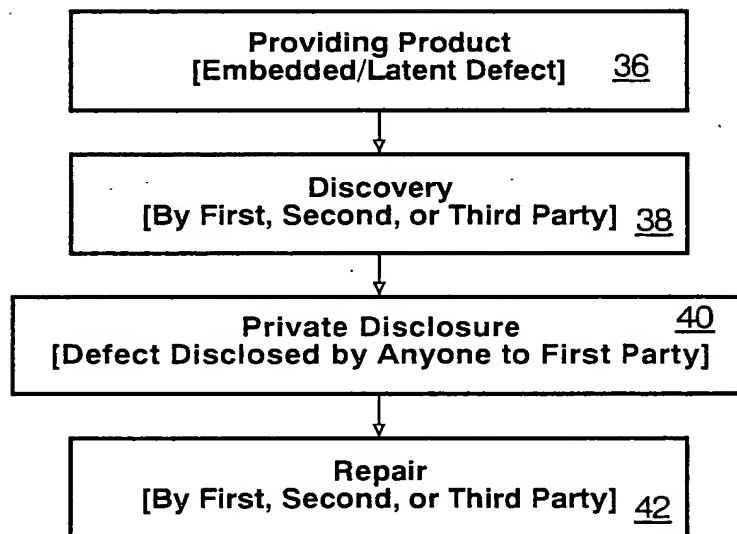 Providing Product
[Embedded/Latent Defect] 36
Discovery
[By First, Second, or Third Party] 38
Private Disclosure 40
[Defect Disclosed by Anyone to First Party]
Repair
[By First, Second, or Third Party] 42